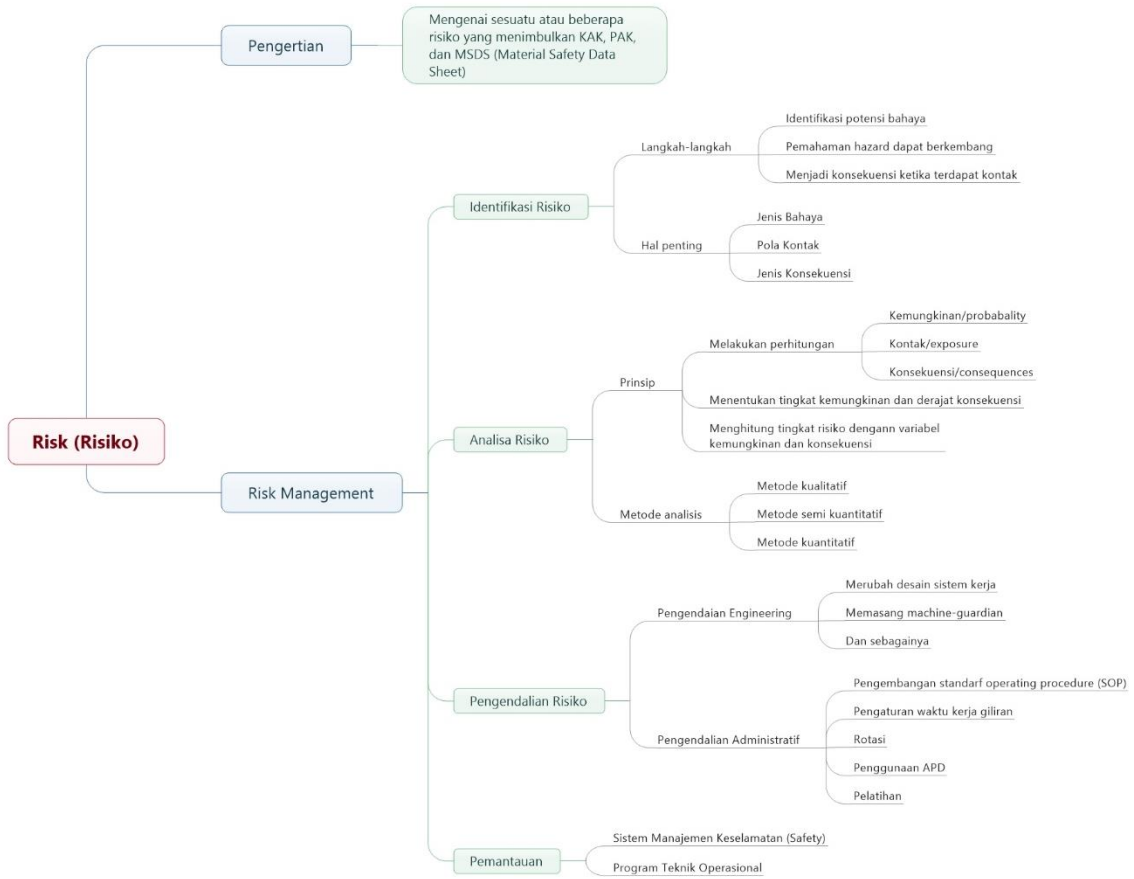 Risk (Risiko)
Pengertian
Mengenai sesuatu atau beberapa
risiko yang menimbulkan KAK, PAK,
dan MSDS (Material Safety Data
Sheet)
Risk Management
Identifikasi Risiko
Langkah-langkah
Identifikasi potensi bahaya
Pemahaman hazard dapat berkembang
Menjadi konsekuensi ketika terdapat kontak
Hal penting
Jenis Bahaya
Pola Kontak
Jenis Konsekuensi
Analisa Risiko
Prinsip
Melakukan perhitungan
Kemungkinan/probabality
Kontak/exposure
Konsekuensi/consequences
Menentukan tingkat kemungkinan dan derajat konsekuensi
Menghitung tingkat risiko dengann variabel
kemungkinan dan konsekuensi
Metode analisis
Metode kualitatif
Metode semi kuantitatif
Metode kuantitatif
Pengendalian Risiko
Pengendaian Engineering
Merubah desain sistem kerja
Memasang machine-guardian
Dan sebagainya
Pengendalian Administratif
Pengembangan standarf operating procedure (SOP)
Pengaturan waktu kerja giliran
Rotasi
Penggunaan APD
Pelatihan
Pemantauan
Sistem Manajemen Keselamatan (Safety)
Program Teknik Operasional